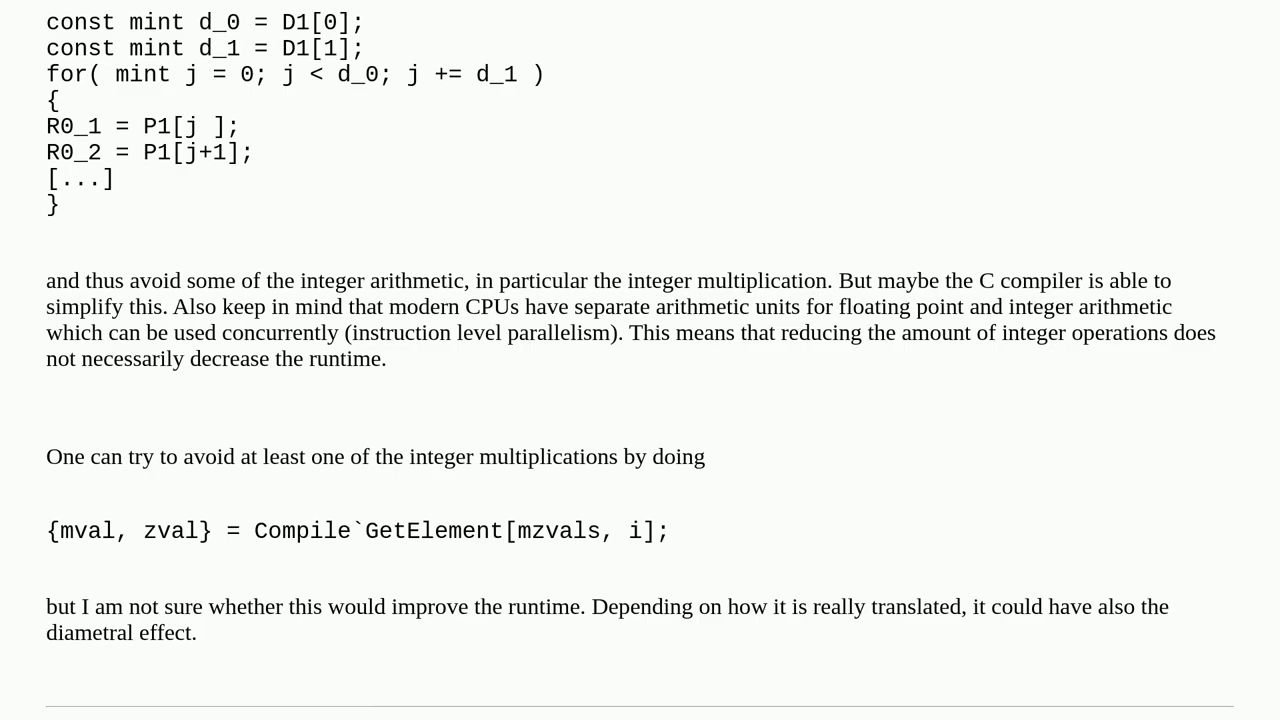 const mint d_0 = D1[0];
const mint d_1 = D1[1];
for( mint j = 0; j < d_0; j += d_1 )
{
R0_1 = P1[j ];
R0_2 = P1[j+1];
[...]
}
and thus avoid some of the integer arithmetic, in particular the integer multiplication. But maybe the C compiler is able to
simplify this. Also keep in mind that modern CPUs have separate arithmetic units for floating point and integer arithmetic
which can be used concurrently (instruction level parallelism). This means that reducing the amount of integer operations does
not necessarily decrease the runtime.
One can try to avoid at least one of the integer multiplications by doing
{mval, zval} = Compile`GetElement[mzvals, i];
but I am not sure whether this would improve the runtime. Depending on how it is really translated, it could have also the
diametral effect.